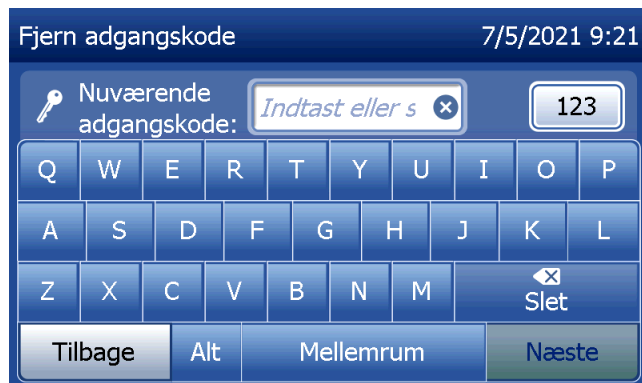 Fjern adgangskode 7/5/2021 9:21
Nuværende
adgangskode: Indtast eller s 123
Q W E R T Y U I O P
A S D F G H J K L
Z X C V B N M Slet
Tilbage Alt Mellemrum Næste